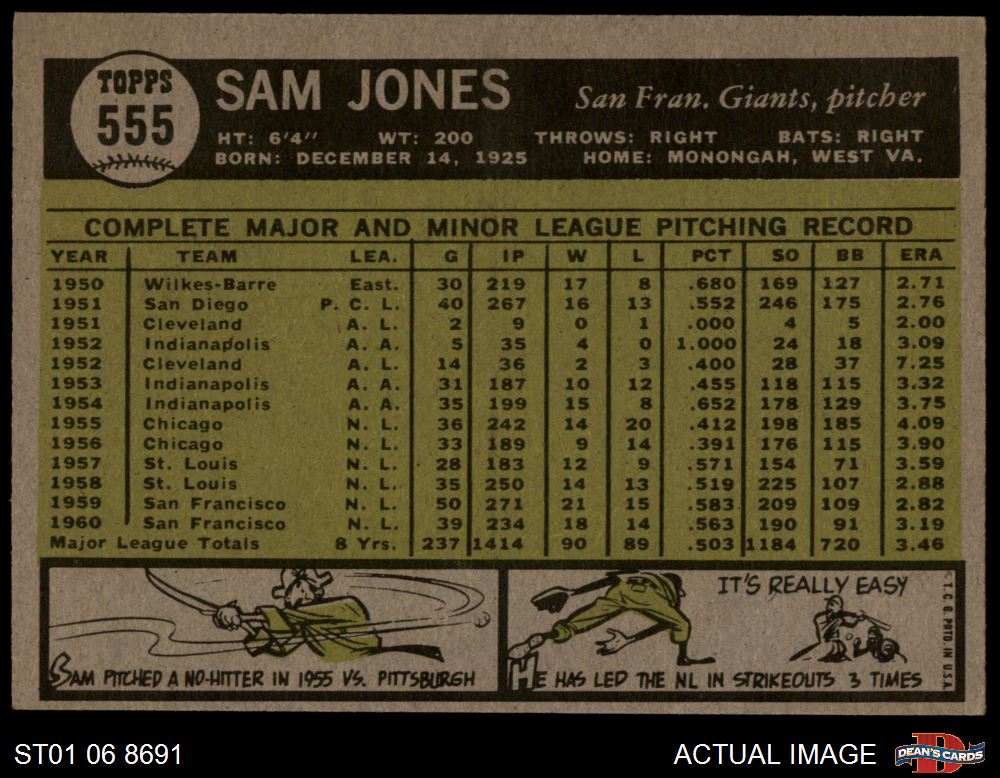 TOPPS
555
SAM JONES
San Fran. Giants, pitcher
HT: 6'4" WT: 200 THROWS: RIGHT BATS: RIGHT
BORN: DECEMBER 14, 1925 HOME: MONONGAH, WEST VA.
COMPLETE MAJOR AND MINOR LEAGUE PITCHING RECORD
YEAR TEAM LEA. G IP W L PCT SO BB ERA
1950 Wilkes-Barre East. 30 219 17 8 .680 169 127 2.71
1951 San Diego P. C. L. 40 267 16 13 .552 246 175 2.76
1951 Cleveland A. L. 2 9 0 1 .000 4 5 2.00
1952 Indianapolis A. A. 5 35 4 0 1.000 24 18 3.09
1952 Cleveland A. L. 14 36 2 3 .400 28 37 7.25
1953 Indianapolis A. A. 31 187 10 12 .455 118 115 3.32
1954 Indianapolis A. A. 35 199 15 8 .652 178 129 3.75
1955 Chicago N. L. 36 242 14 20 .412 198 185 4.09
1956 Chicago N. L. 33 189 9 14 .391 176 115 3.90
1957 St. Louis N. L. 28 183 12 9 .571 154 71 3.59
1958 St. Louis N. L. 35 250 14 13 .519 225 107 2.88
1959 San Francisco N. L. 50 271 21 15 .583 209 109 2.82
1960 San Francisco N. L. 39 234 18 14 .563 190 91 3.19
Major League Totals 8 Yrs. 237 1414 90 89 .503 1184 720 3.46
SAM PITCHED A NO-HITTER IN 1955 VS. PITTSBURGH
IT'S REALLY EASY
HE HAS LED THE NL IN STRIKEOUTS 3 TIMES
T. C. G. PRTD IN U.S.A.
ST01 06 8691
ACTUAL IMAGE
DEAN'S CARDS